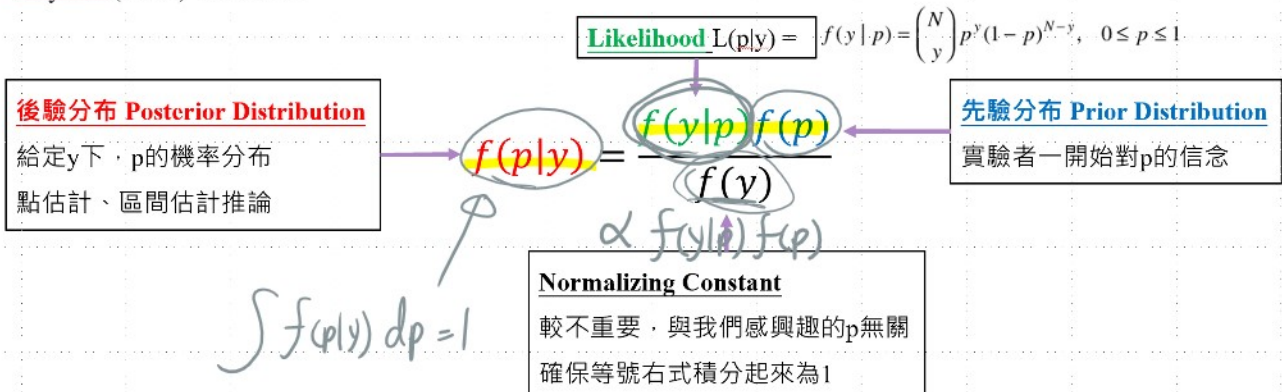 Likelihood L(p|y) = f(y|p) = \binom{N}{y} p^y (1-p)^{N-y}, 0 ≤ p ≤ 1
後驗分布 Posterior Distribution
給定y下，p的機率分布
點估計、區間估計推論
f(p|y) = \frac{f(y|p)f(p)}{f(y)}
先驗分布 Prior Distribution
實驗者一開始對p的信念
∝ f(y|p) f(p)
∫ f(p|y) dp = 1
Normalizing Constant
較不重要，與我們感興趣的p無關
確保等號右式積分起來為1